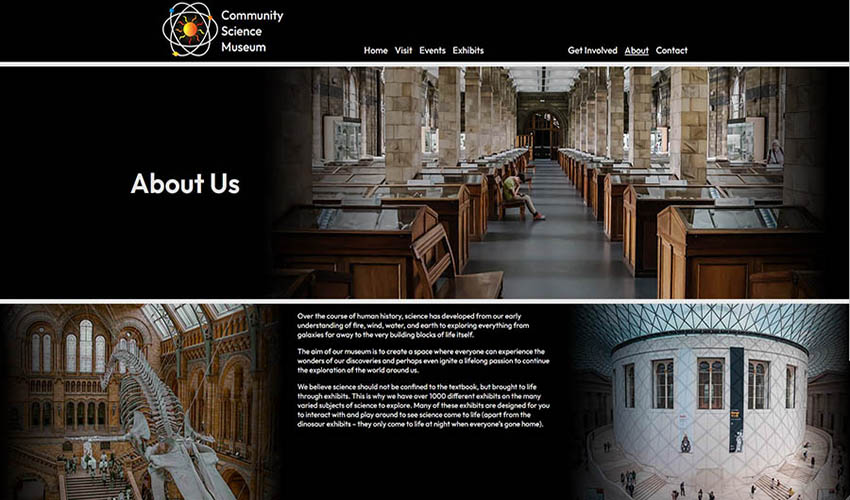 Community
Science
Museum
Home Visit Events Exhibits Get Involved About Contact
About Us
Over the course of human history, science has developed from our early
understanding of fire, wind, water, and earth to exploring everything from
galaxies far away to the very building blocks of life itself.
The aim of our museum is to create a space where everyone can experience the
wonders of our discoveries and perhaps even ignite a lifelong passion to continue
the exploration of the world around us.
We believe science should not be confined to the textbook, but brought to life
through exhibits. This is why we have over 1000 different exhibits on the many
varied subjects of science to explore. Many of these exhibits are designed for you
to interact with and play around to see science come to life (apart from the
dinosaur exhibits – they only come to life at night when everyone's gone home).